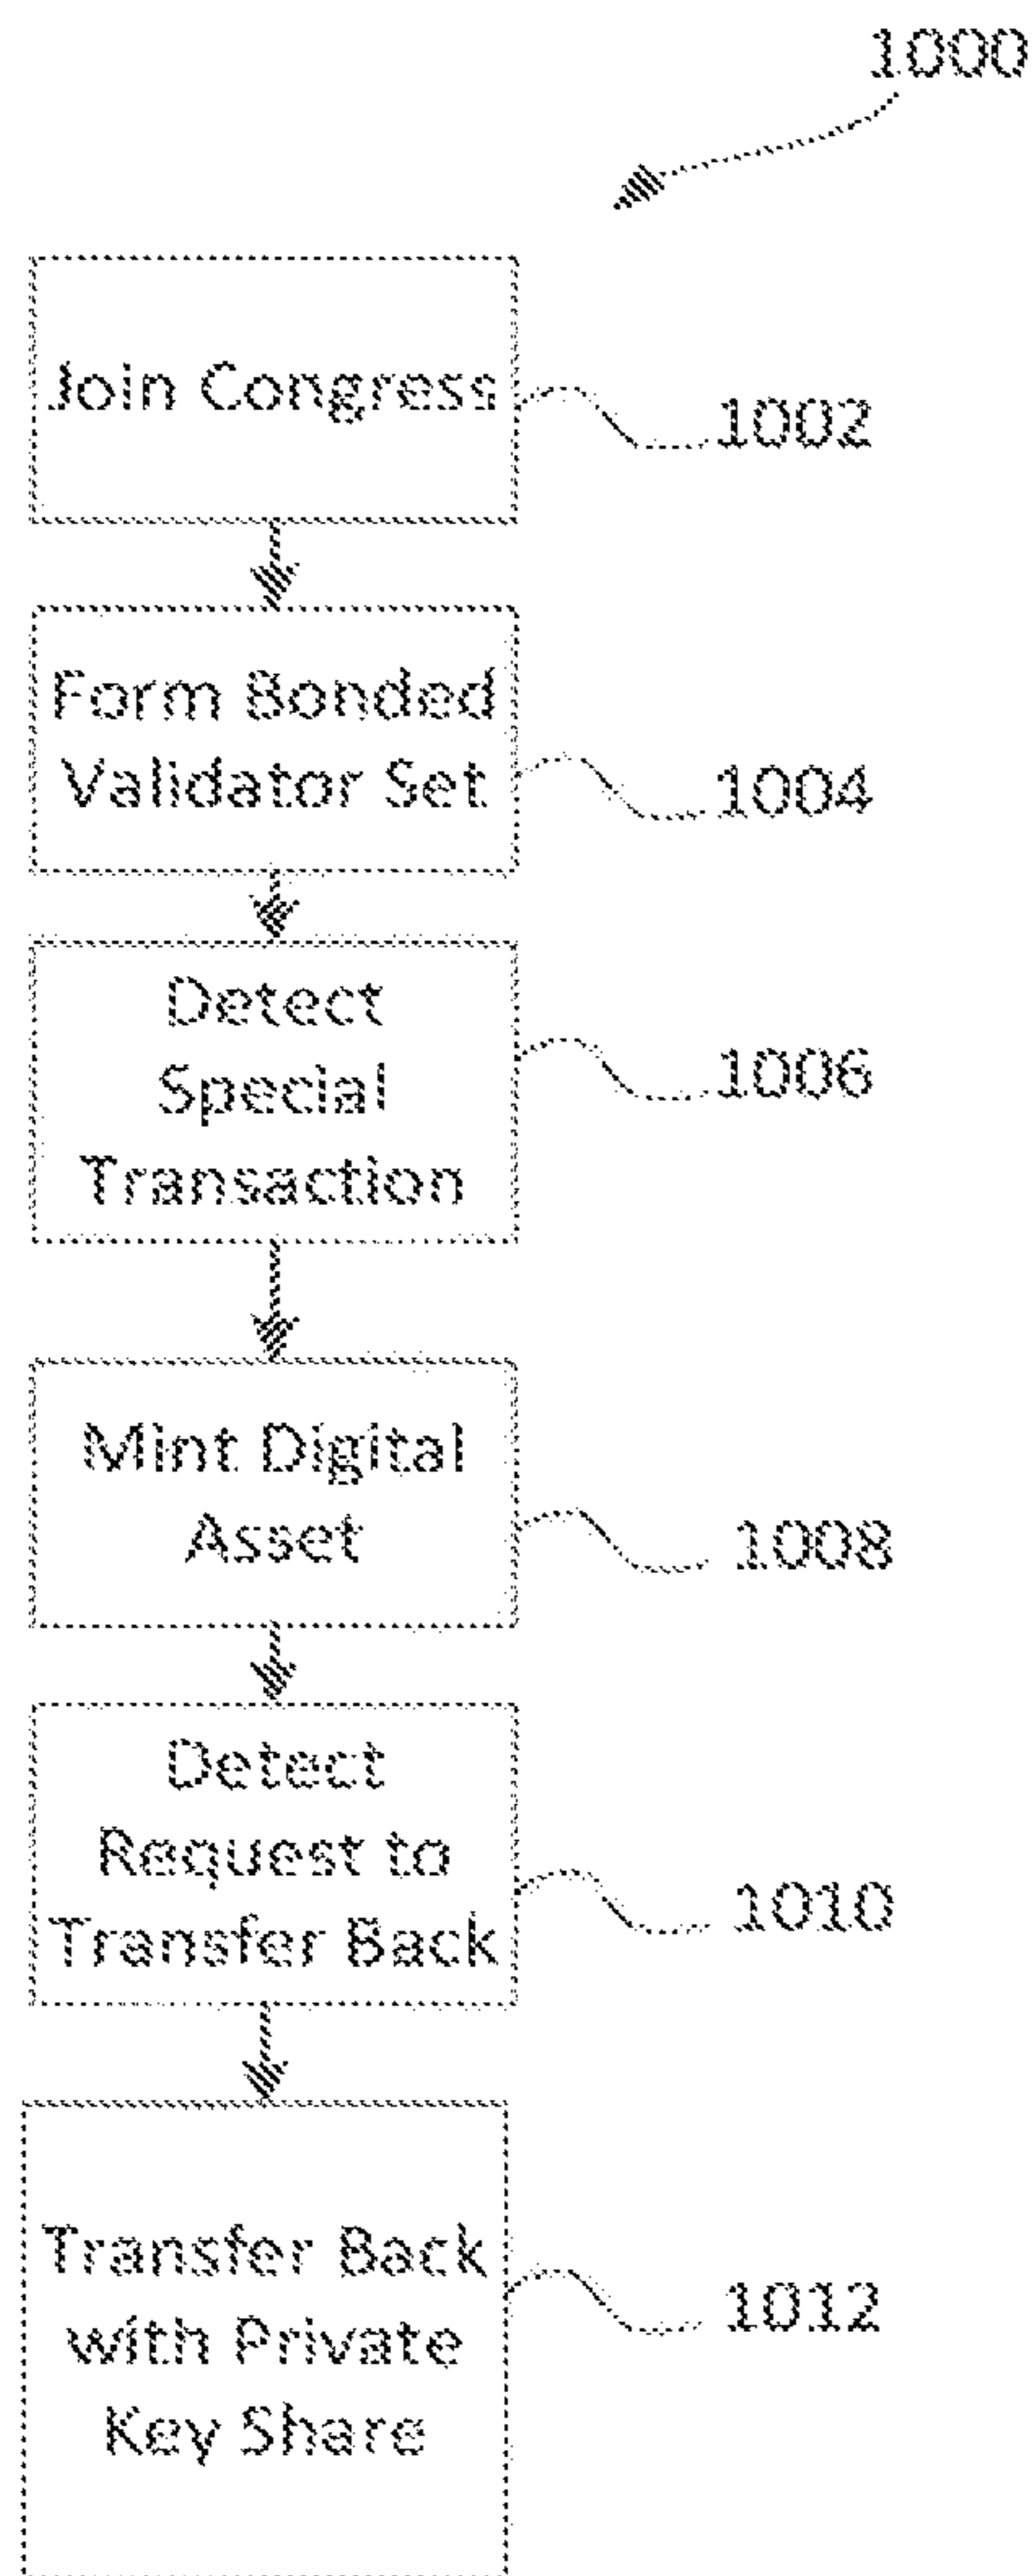 1000
Join Congress
1002
Form Bonded
Validator Set
1004
Detect
Special
Transaction
1006
Mint Digital
Asset
1008
Detect
Request to
Transfer Back
1010
Transfer Back
with Private
Key Share
1012